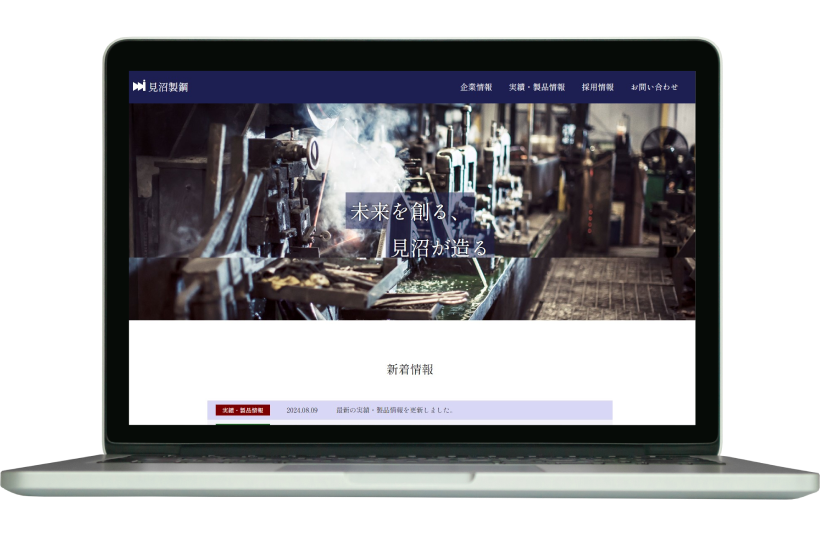 見沼製鋼
企業情報 実績・製品情報 採用情報 お問い合わせ
未来を創る、
見沼が造る
新着情報
実績・製品情報 2024.08.09 最新の実績・製品情報を更新しました。